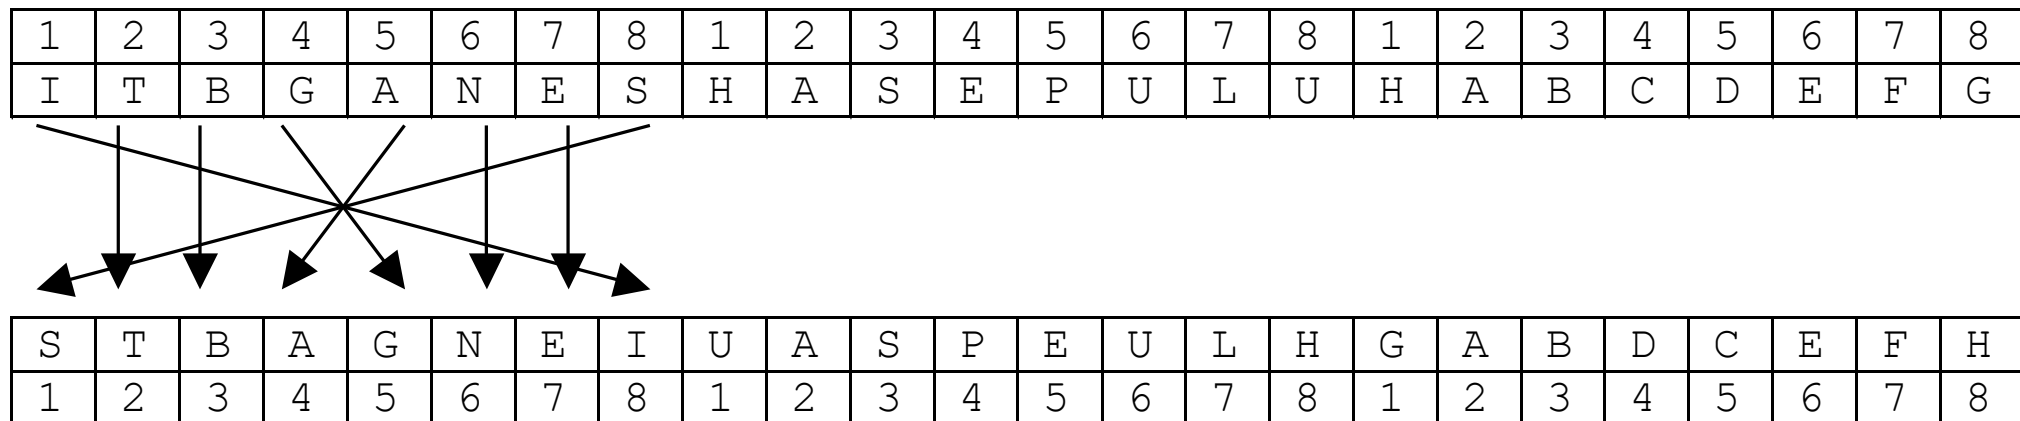 1 2 3 4 5 6 7 8 1 2 3 4 5 6 7 8 1 2 3 4 5 6 7 8
I T B G A N E S H A S E P U L U H A B C D E F G
S T B A G N E I U A S P E U L H G A B D C E F H
1 2 3 4 5 6 7 8 1 2 3 4 5 6 7 8 1 2 3 4 5 6 7 8